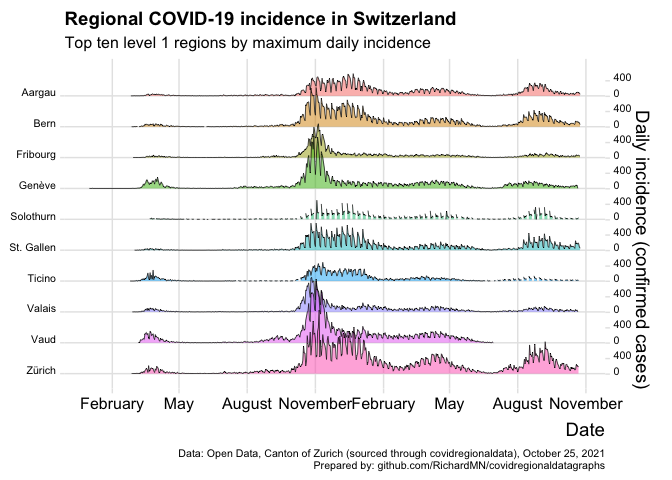 Regional COVID-19 incidence in Switzerland
Top ten level 1 regions by maximum daily incidence
Aargau
400
0
Bern
400
0
Fribourg
400
0
Genève
400
0
Solothurn
400
0
St. Gallen
400
0
Ticino
400
0
Valais
400
0
Vaud
400
0
Zürich
400
0
Daily incidence (confirmed cases)
February May August November February May August November
Date
Data: Open Data, Canton of Zurich (sourced through covidregionaldata), October 25, 2021
Prepared by: github.com/RichardMN/covidregionaldatagraphs